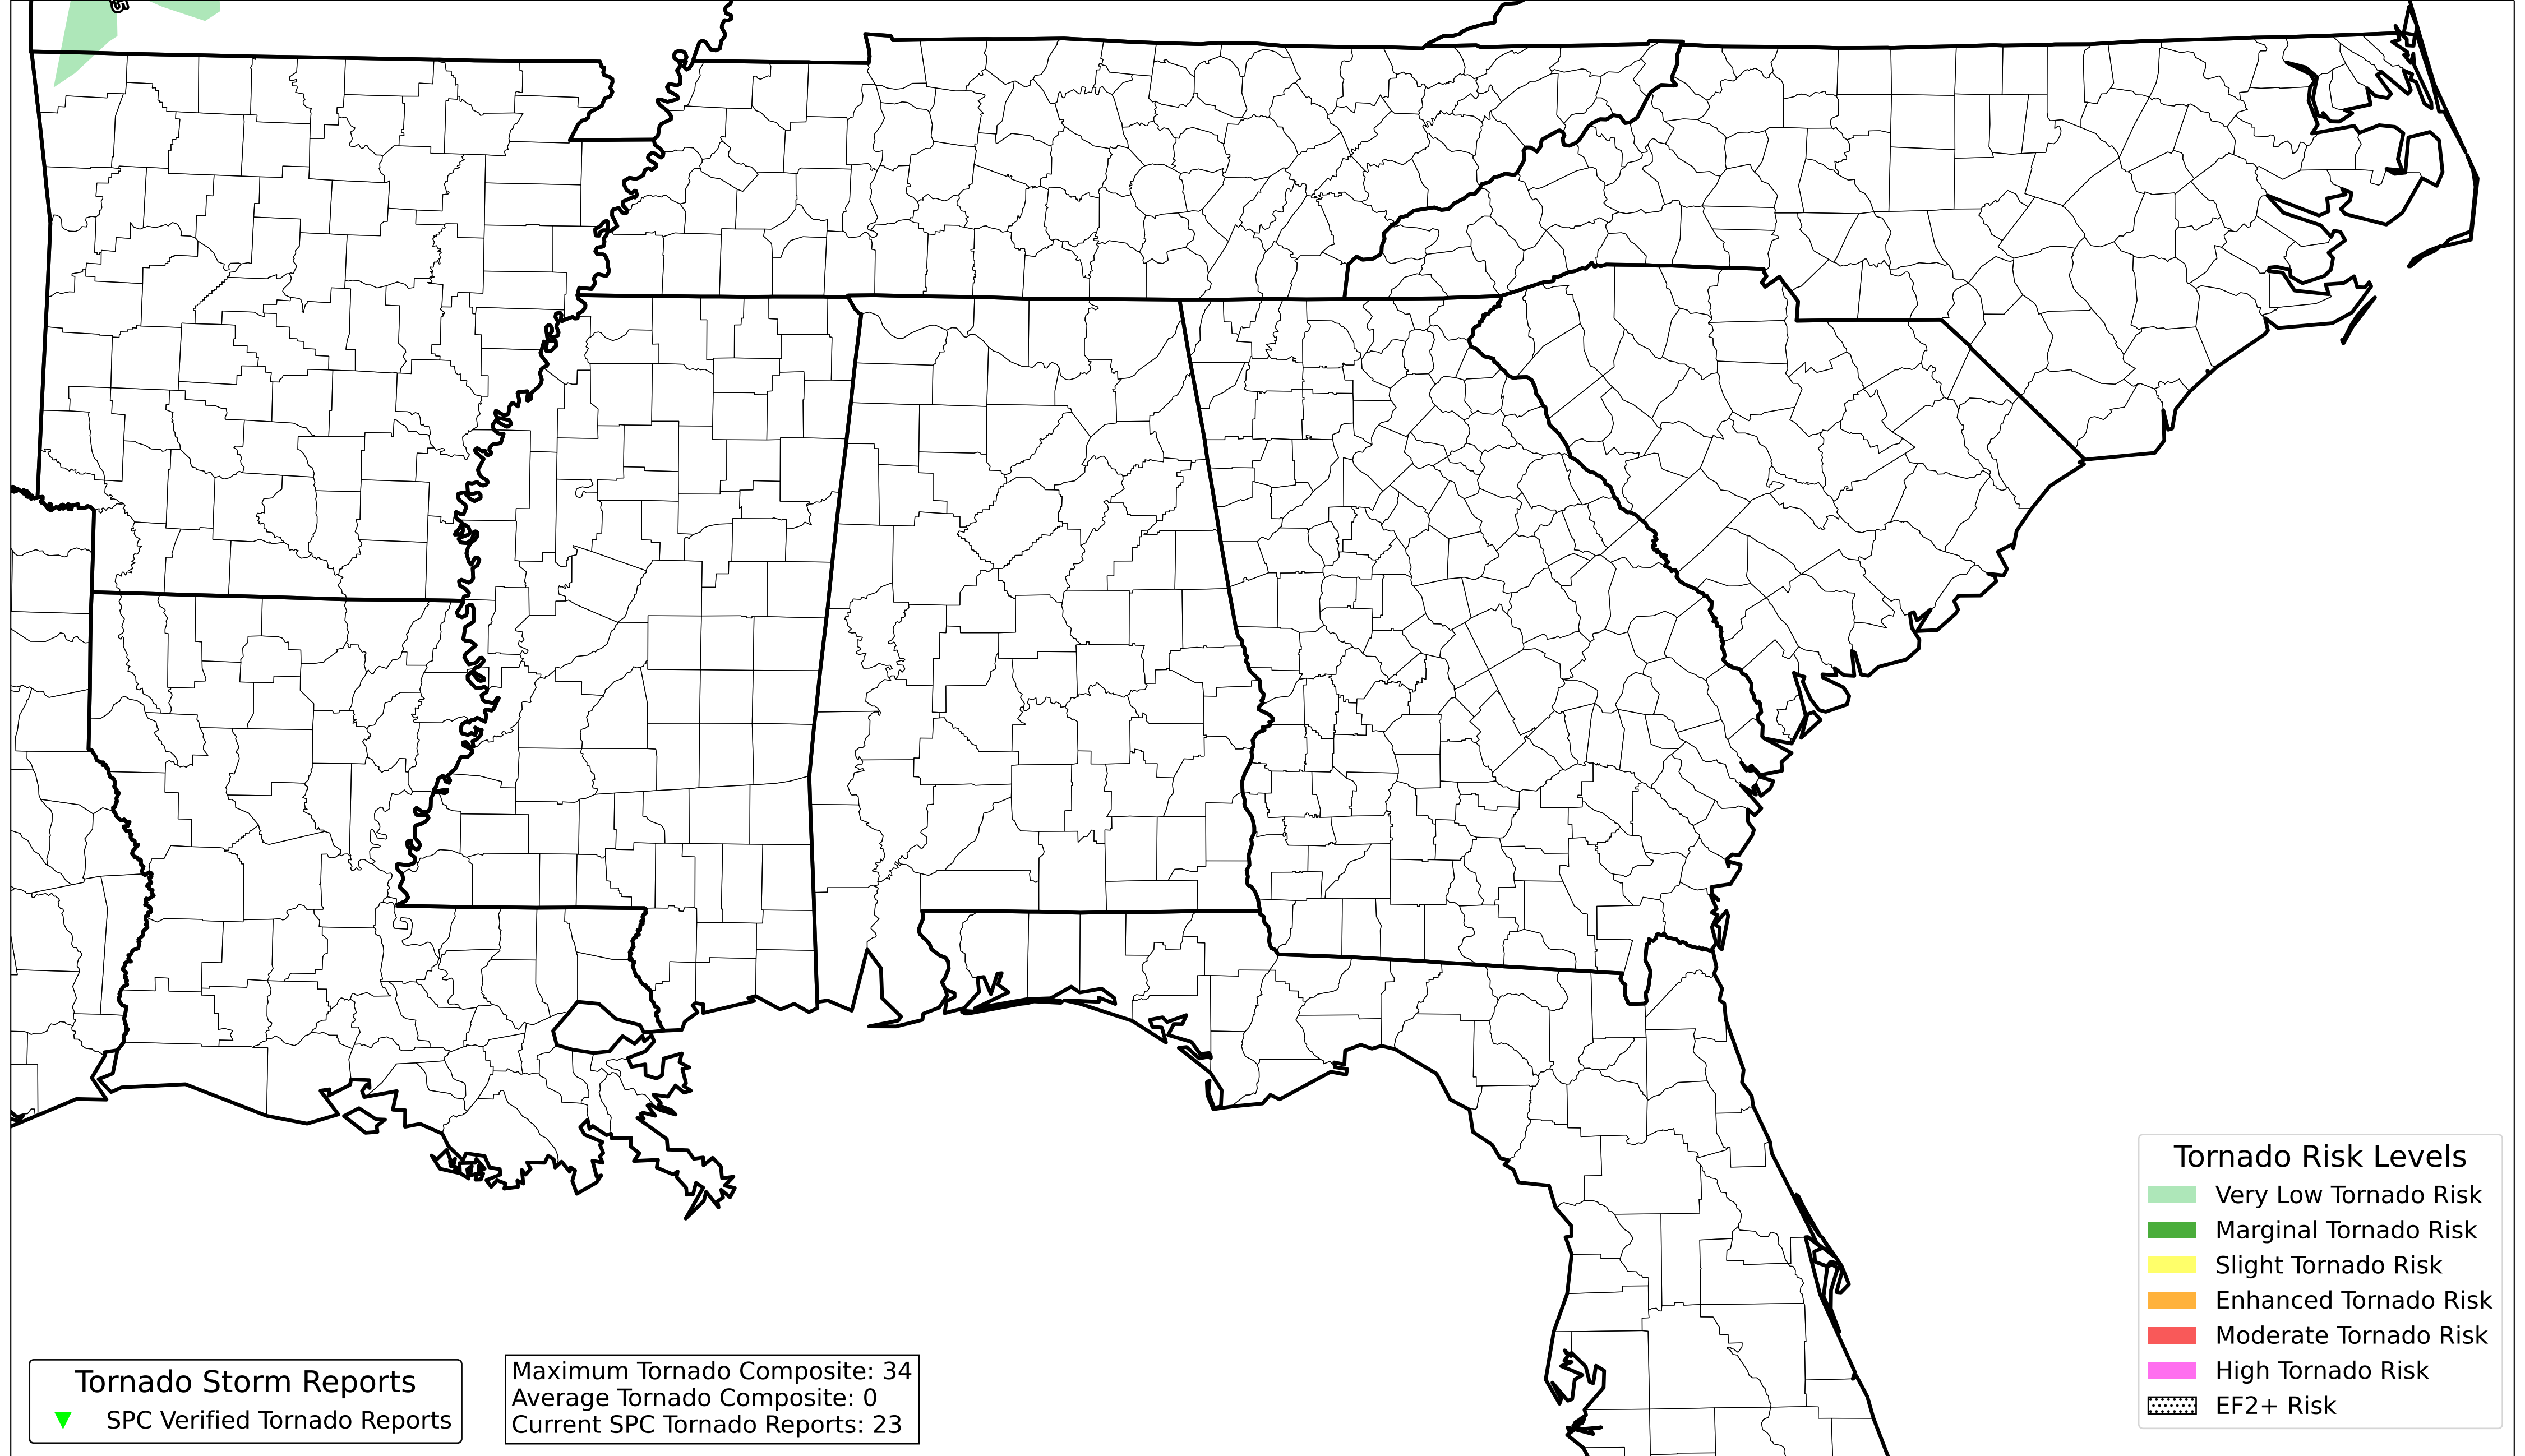 5
Tornado Risk Levels
Very Low Tornado Risk
Marginal Tornado Risk
Slight Tornado Risk
Enhanced Tornado Risk
Moderate Tornado Risk
High Tornado Risk
EF2+ Risk
Tornado Storm Reports
SPC Verified Tornado Reports
Maximum Tornado Composite: 34
Average Tornado Composite: 0
Current SPC Tornado Reports: 23